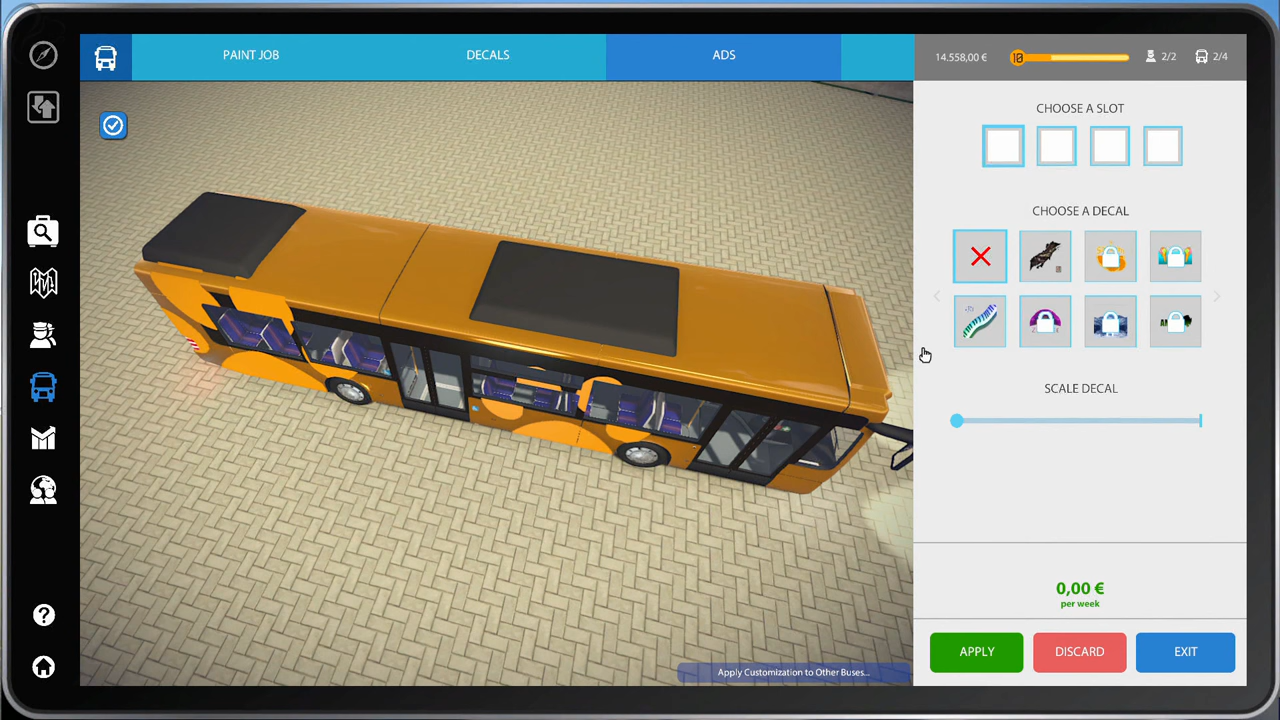 PAINT JOB
DECALS
ADS
14.558,00 €
10
2/2
2/4
CHOOSE A SLOT
CHOOSE A DECAL
SCALE DECAL
0,00 €
per week
APPLY
DISCARD
EXIT
Apply Customization to Other Buses...